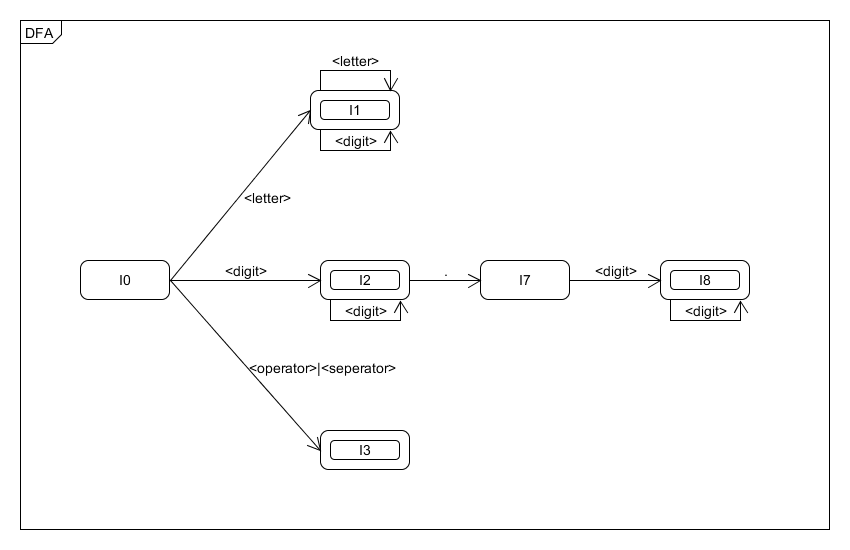 DFA
<letter>
I1
<digit>
<letter>
I0
<digit>
I2
.
I7
<digit>
I8
<digit>
<digit>
<operator>|<seperator>
I3